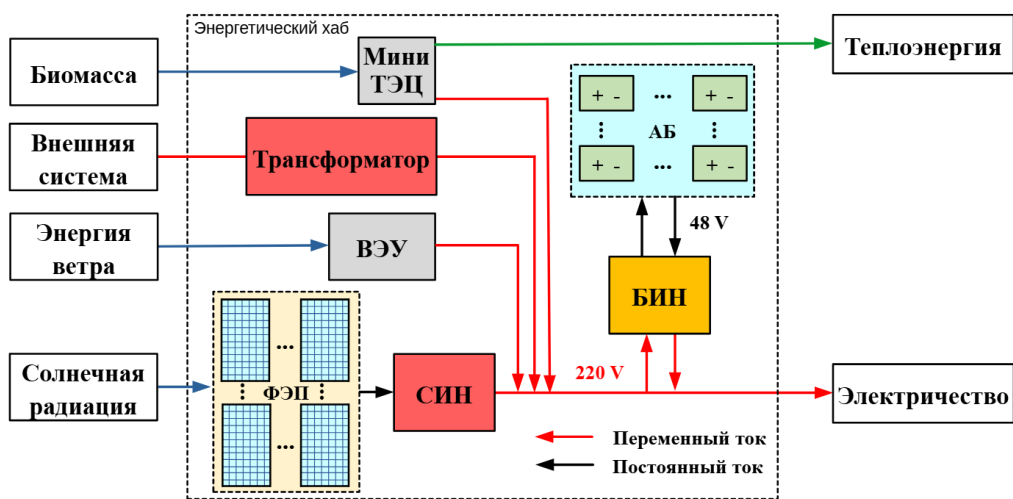 Энергетический хаб
Биомасса
Мини
ТЭЦ
Теплоэнергия
+ - ... + -
⋮ АБ ⋮
+ - ... + -
Внешняя
система
Трансформатор
48 V
Энергия
ветра
ВЭУ
БИН
...
⋮ ФЭП ⋮
...
Солнечная
радиация
СИН
220 V
Электричество
Переменный ток
Постоянный ток